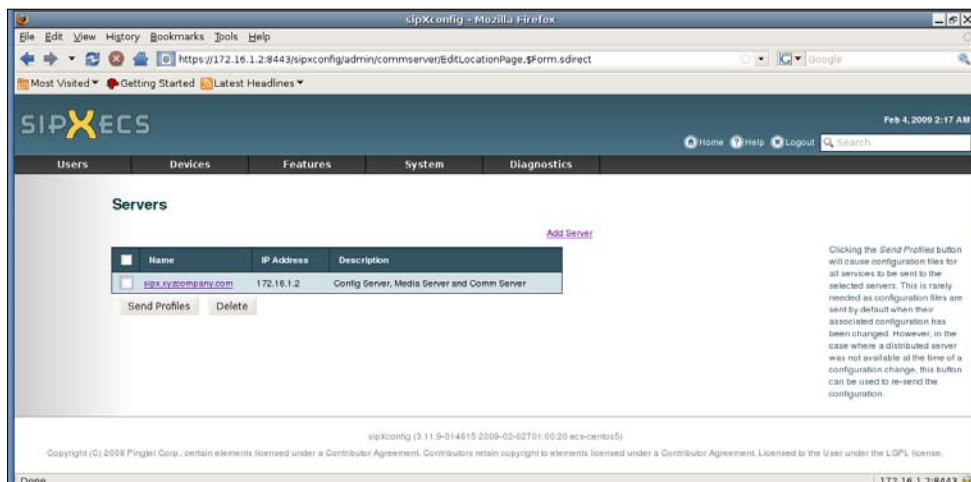 sipXconfig - Mozilla Firefox
File Edit View History Bookmarks Tools Help
https://172.16.1.2:8443/sipxconfig/admin/commserver/EditLocationPage,$Form.sdirect
Google
Most Visited Getting Started Latest Headlines
SIPXECS
Feb 4, 2009 2:17 AM
Home Help Logout Search
Users Devices Features System Diagnostics
Servers
Add Server
Name IP Address Description
sipx.xyzcompany.com 172.16.1.2 Config Server, Media Server and Comm Server
Send Profiles Delete
Clicking the Send Profiles button
will cause configuration files for
all services to be sent to the
selected servers. This is rarely
needed as configuration files are
sent by default when their
associated configuration has
been changed. However, in the
case where a distributed server
was not available at the time of a
configuration change, this button
can be used to re-send the
configuration.
sipXconfig (3.11.9-014615 2009-02-02T01:00:20 ecs-centos5)
Copyright (C) 2008 Pingtel Corp., certain elements licensed under a Contributor Agreement. Contributors retain copyright to elements licensed under a Contributor Agreement. Licensed to the User under the LGPL license.
Done 172.16.1.2:8443